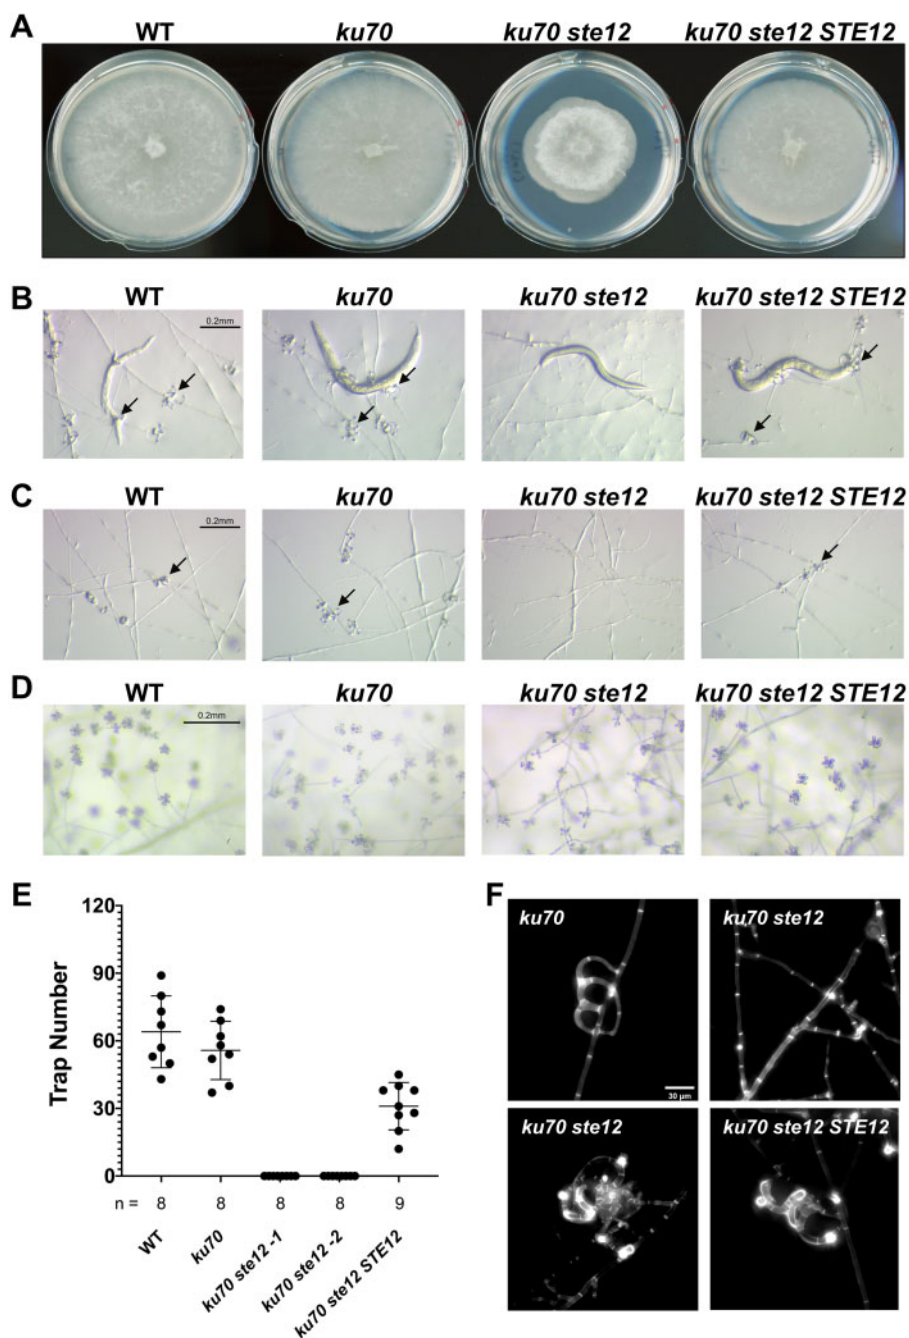 A
WT ku70 ku70 ste12 ku70 ste12 STE12
B
WT ku70 ku70 ste12 ku70 ste12 STE12
0.2mm
C
WT ku70 ku70 ste12 ku70 ste12 STE12
0.2mm
D
WT ku70 ku70 ste12 ku70 ste12 STE12
0.2mm
E
Trap Number
120
90
60
30
0
n = 8 8 8 8 9
WT ku70 ku70 ste12 -1 ku70 ste12 -2 ku70 ste12 STE12
F
ku70 ku70 ste12
30 µm
ku70 ste12 ku70 ste12 STE12